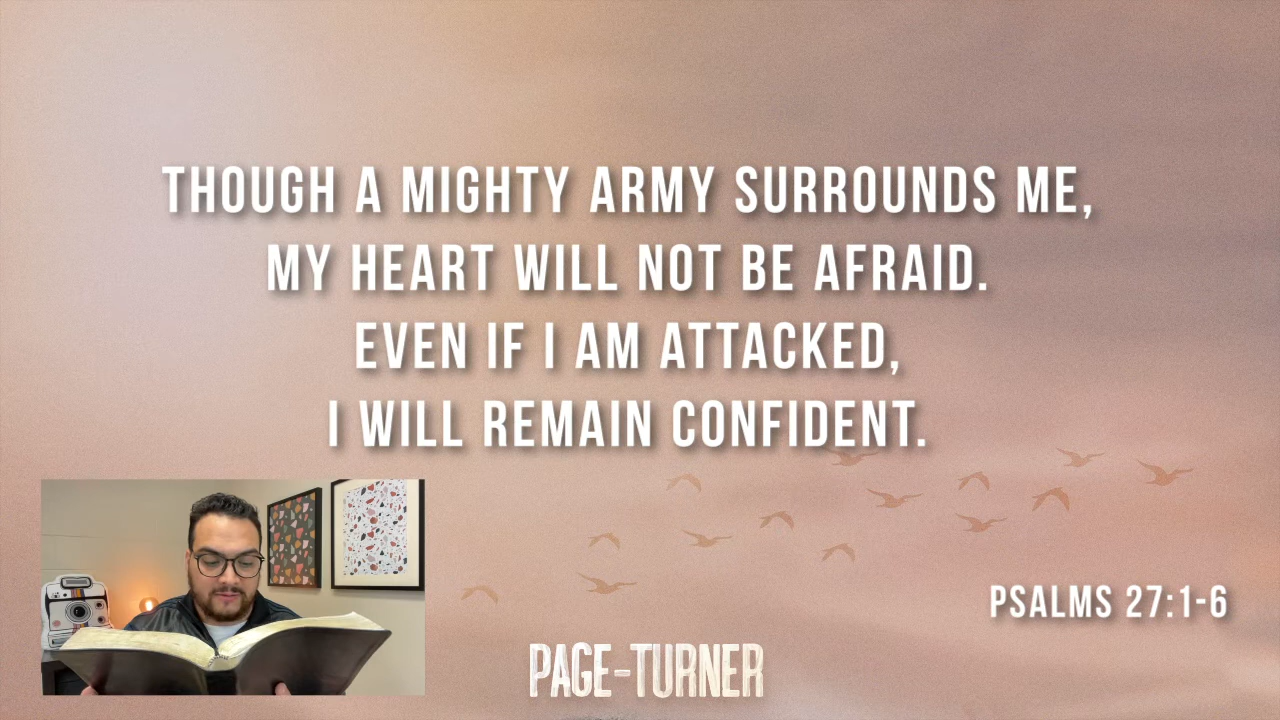 THOUGH A MIGHTY ARMY SURROUNDS ME,
MY HEART WILL NOT BE AFRAID.
EVEN IF I AM ATTACKED,
I WILL REMAIN CONFIDENT.
PSALMS 27:1-6
PAGE-TURNER